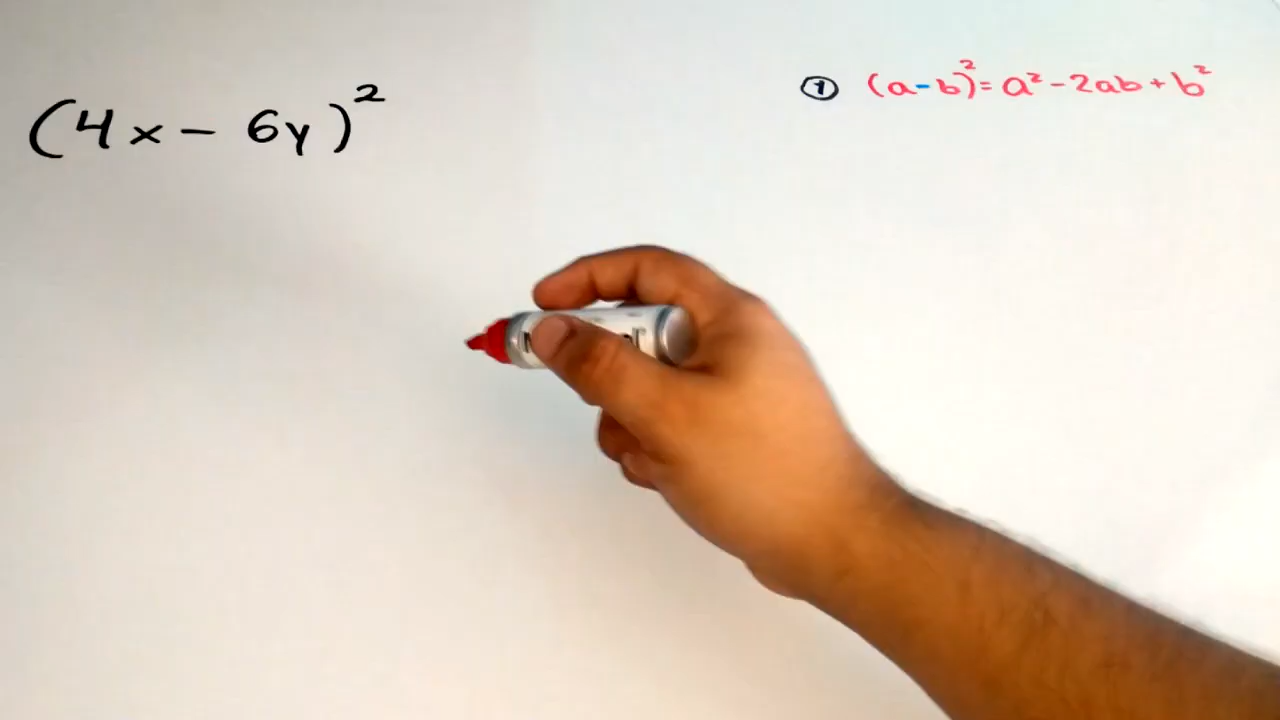 (4x - 6y)²
① (a-b)² = a² - 2ab + b²